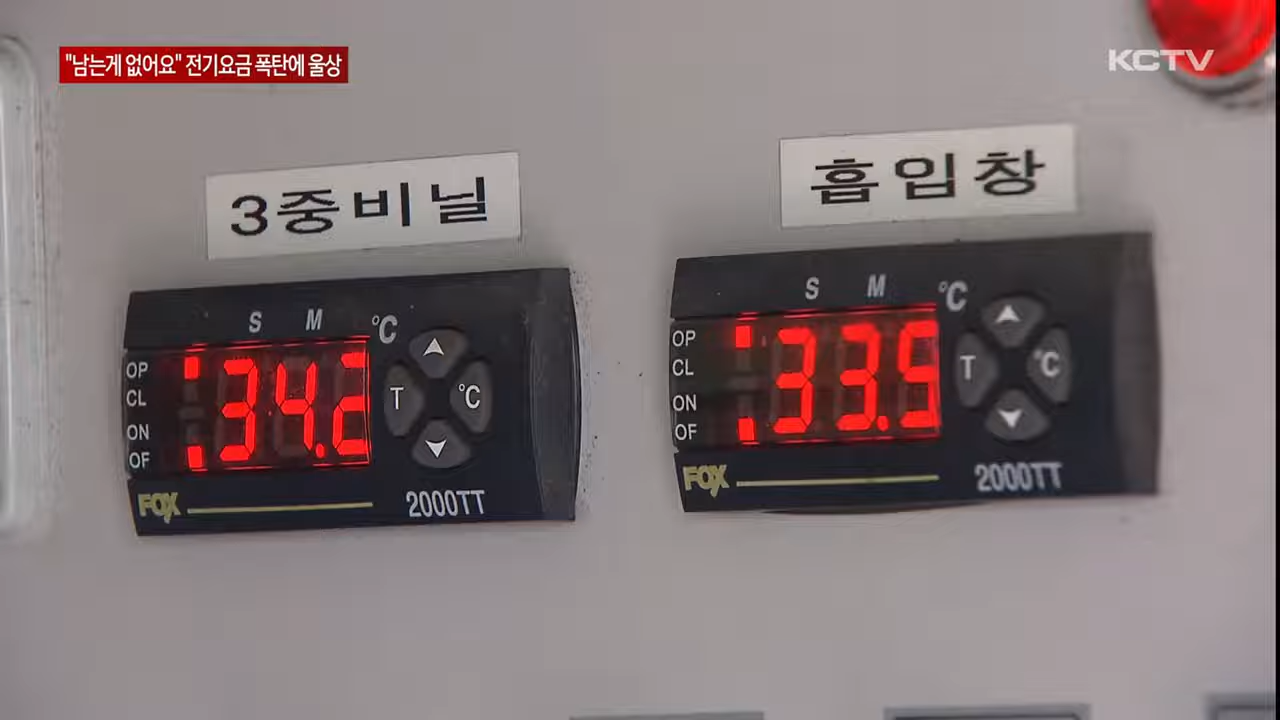 "남는게 없어요" 전기요금 폭탄에 울상
KCTV
3중비닐
흡입창
S M °C
OP
CL
ON
OF
34.2
T °C
FOX
2000TT
S M °C
OP
CL
ON
OF
33.5
T °C
FOX
2000TT